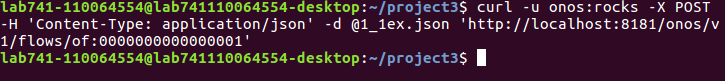 lab741-110064554@lab741110064554-desktop:~/project3$ curl -u onos:rocks -X POST
-H 'Content-Type: application/json' -d @1_1ex.json 'http://localhost:8181/onos/v
1/flows/of:0000000000000001'
lab741-110064554@lab741110064554-desktop:~/project3$